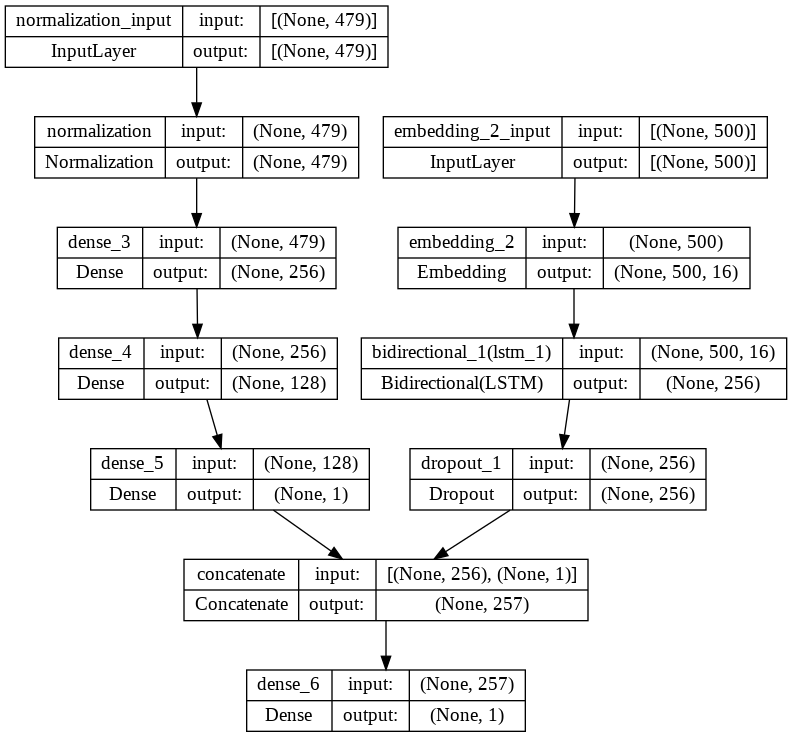 normalization_input input: [(None, 479)]
InputLayer output: [(None, 479)]
normalization input: (None, 479)
Normalization output: (None, 479)
embedding_2_input input: [(None, 500)]
InputLayer output: [(None, 500)]
dense_3 input: (None, 479)
Dense output: (None, 256)
embedding_2 input: (None, 500)
Embedding output: (None, 500, 16)
dense_4 input: (None, 256)
Dense output: (None, 128)
bidirectional_1(lstm_1) input: (None, 500, 16)
Bidirectional(LSTM) output: (None, 256)
dense_5 input: (None, 128)
Dense output: (None, 1)
dropout_1 input: (None, 256)
Dropout output: (None, 256)
concatenate input: [(None, 256), (None, 1)]
Concatenate output: (None, 257)
dense_6 input: (None, 257)
Dense output: (None, 1)